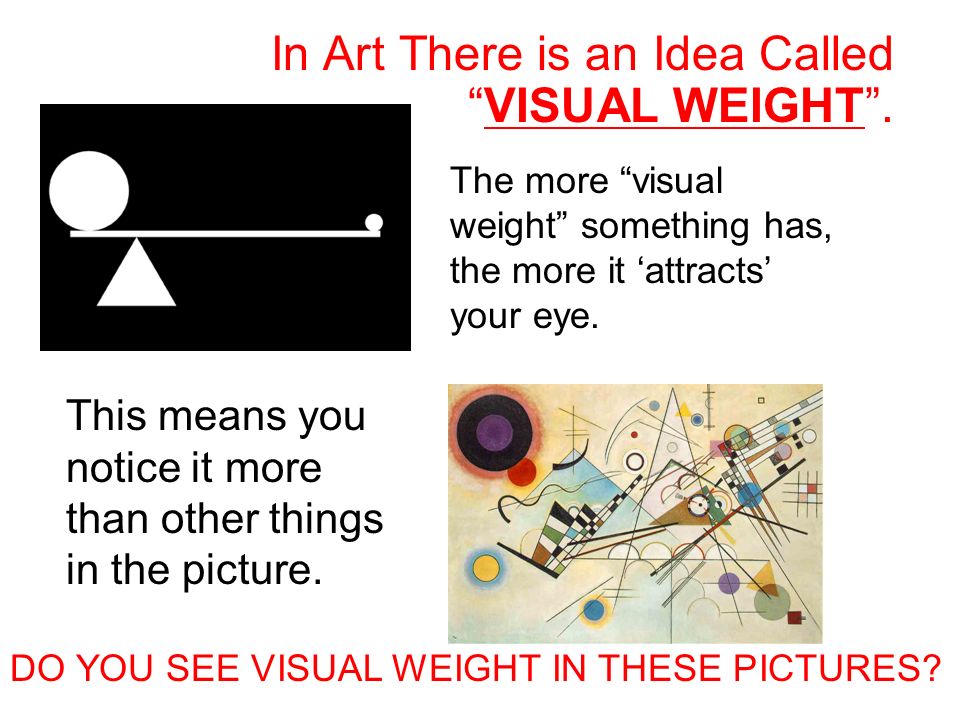 In Art There is an Idea Called
“VISUAL WEIGHT”.
The more “visual
weight” something has,
the more it ‘attracts’
your eye.
This means you
notice it more
than other things
in the picture.
DO YOU SEE VISUAL WEIGHT IN THESE PICTURES?